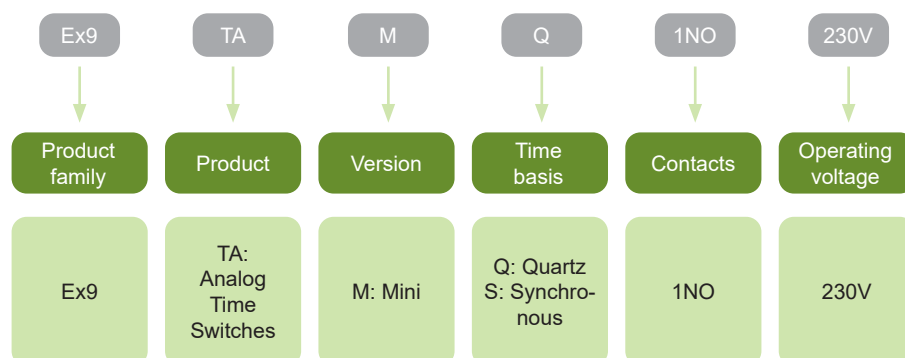 Ex9
TA
M
Q
1NO
230V
Product
family
Product
Version
Time
basis
Contacts
Operating
voltage
Ex9
TA:
Analog
Time
Switches
M: Mini
Q: Quartz
S: Synchro-
nous
1NO
230V